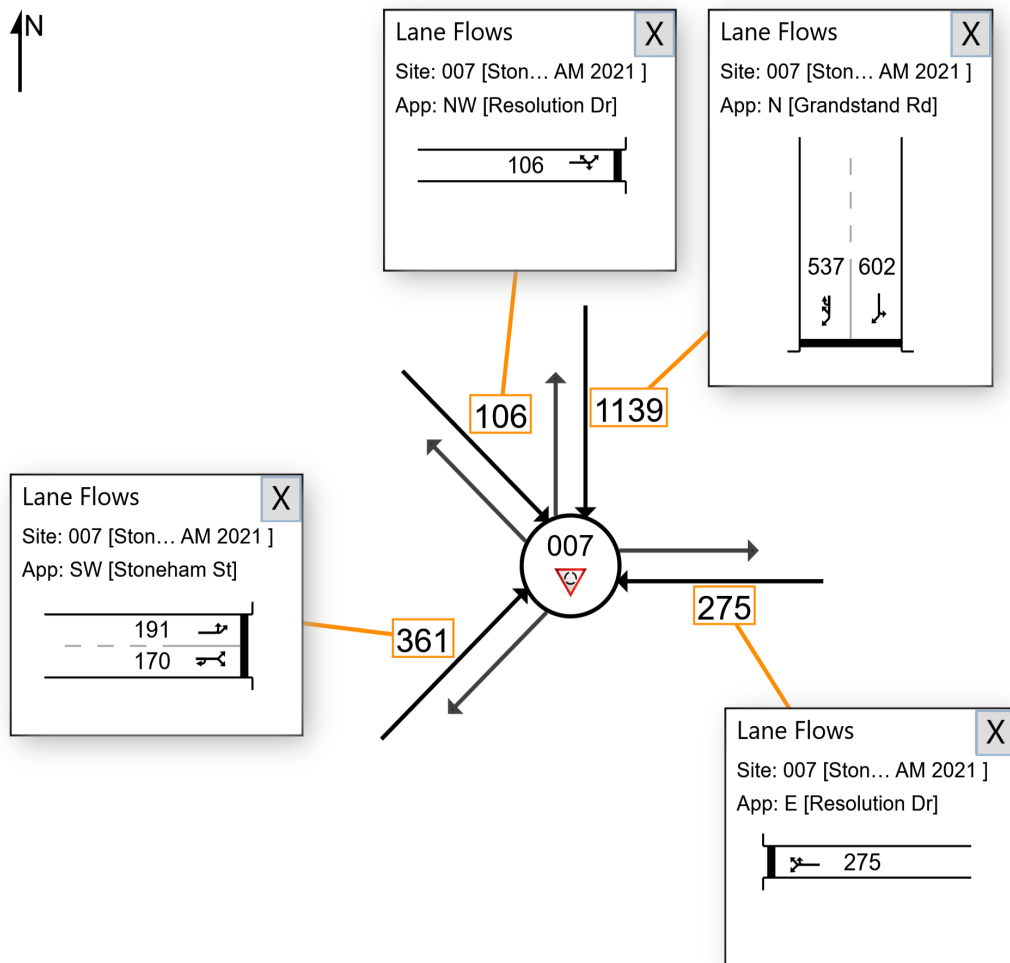 N
Lane Flows X
Site: 007 [Ston… AM 2021 ]
App: NW [Resolution Dr]
106
Lane Flows X
Site: 007 [Ston… AM 2021 ]
App: N [Grandstand Rd]
537 602
106
1139
Lane Flows X
Site: 007 [Ston… AM 2021 ]
App: SW [Stoneham St]
191
170
361
007
275
Lane Flows X
Site: 007 [Ston… AM 2021 ]
App: E [Resolution Dr]
275